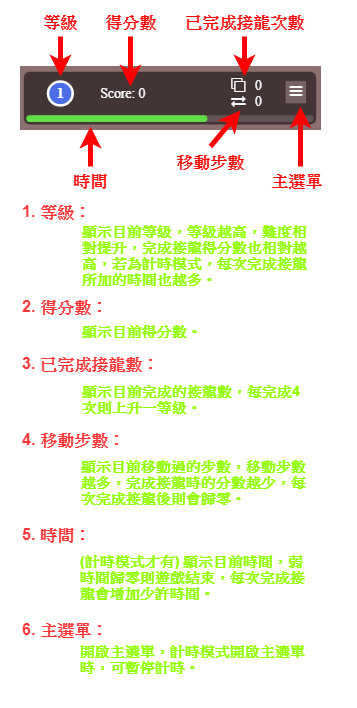 等級
得分數
已完成接龍次數
1
Score: 0
0
0
時間
移動步數
主選單
1. 等級：
顯示目前等級，等級越高，難度相
對提升，完成接龍得分數也相對越
高，若為計時模式，每次完成接龍
所加的時間也越多。
2. 得分數：
顯示目前得分數。
3. 已完成接龍數：
顯示目前完成的接龍數，每完成4
次則上升一等級。
4. 移動步數：
顯示目前移動過的步數，移動步數
越多，完成接龍時的分數越少，每
次完成接龍後則會歸零。
5. 時間：
(計時模式才有) 顯示目前時間，弱
時間歸零則遊戲結束，每次完成接
龍會增加少許時間。
6. 主選單：
開啟主選單，計時模式開啟主選單
時，可暫停計時。